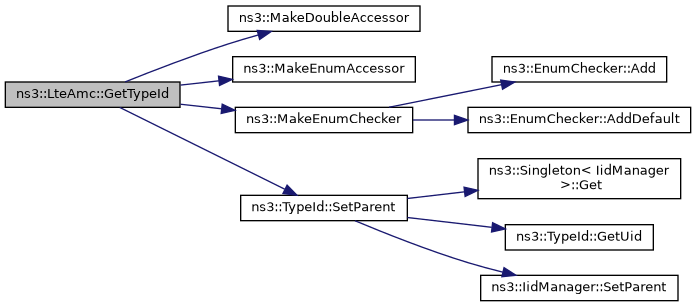 ns3::MakeDoubleAccessor
ns3::MakeEnumAccessor
ns3::EnumChecker::Add
ns3::LteAmc::GetTypeId
ns3::MakeEnumChecker
ns3::EnumChecker::AddDefault
ns3::Singleton< IidManager
>::Get
ns3::TypeId::SetParent
ns3::TypeId::GetUid
ns3::IidManager::SetParent